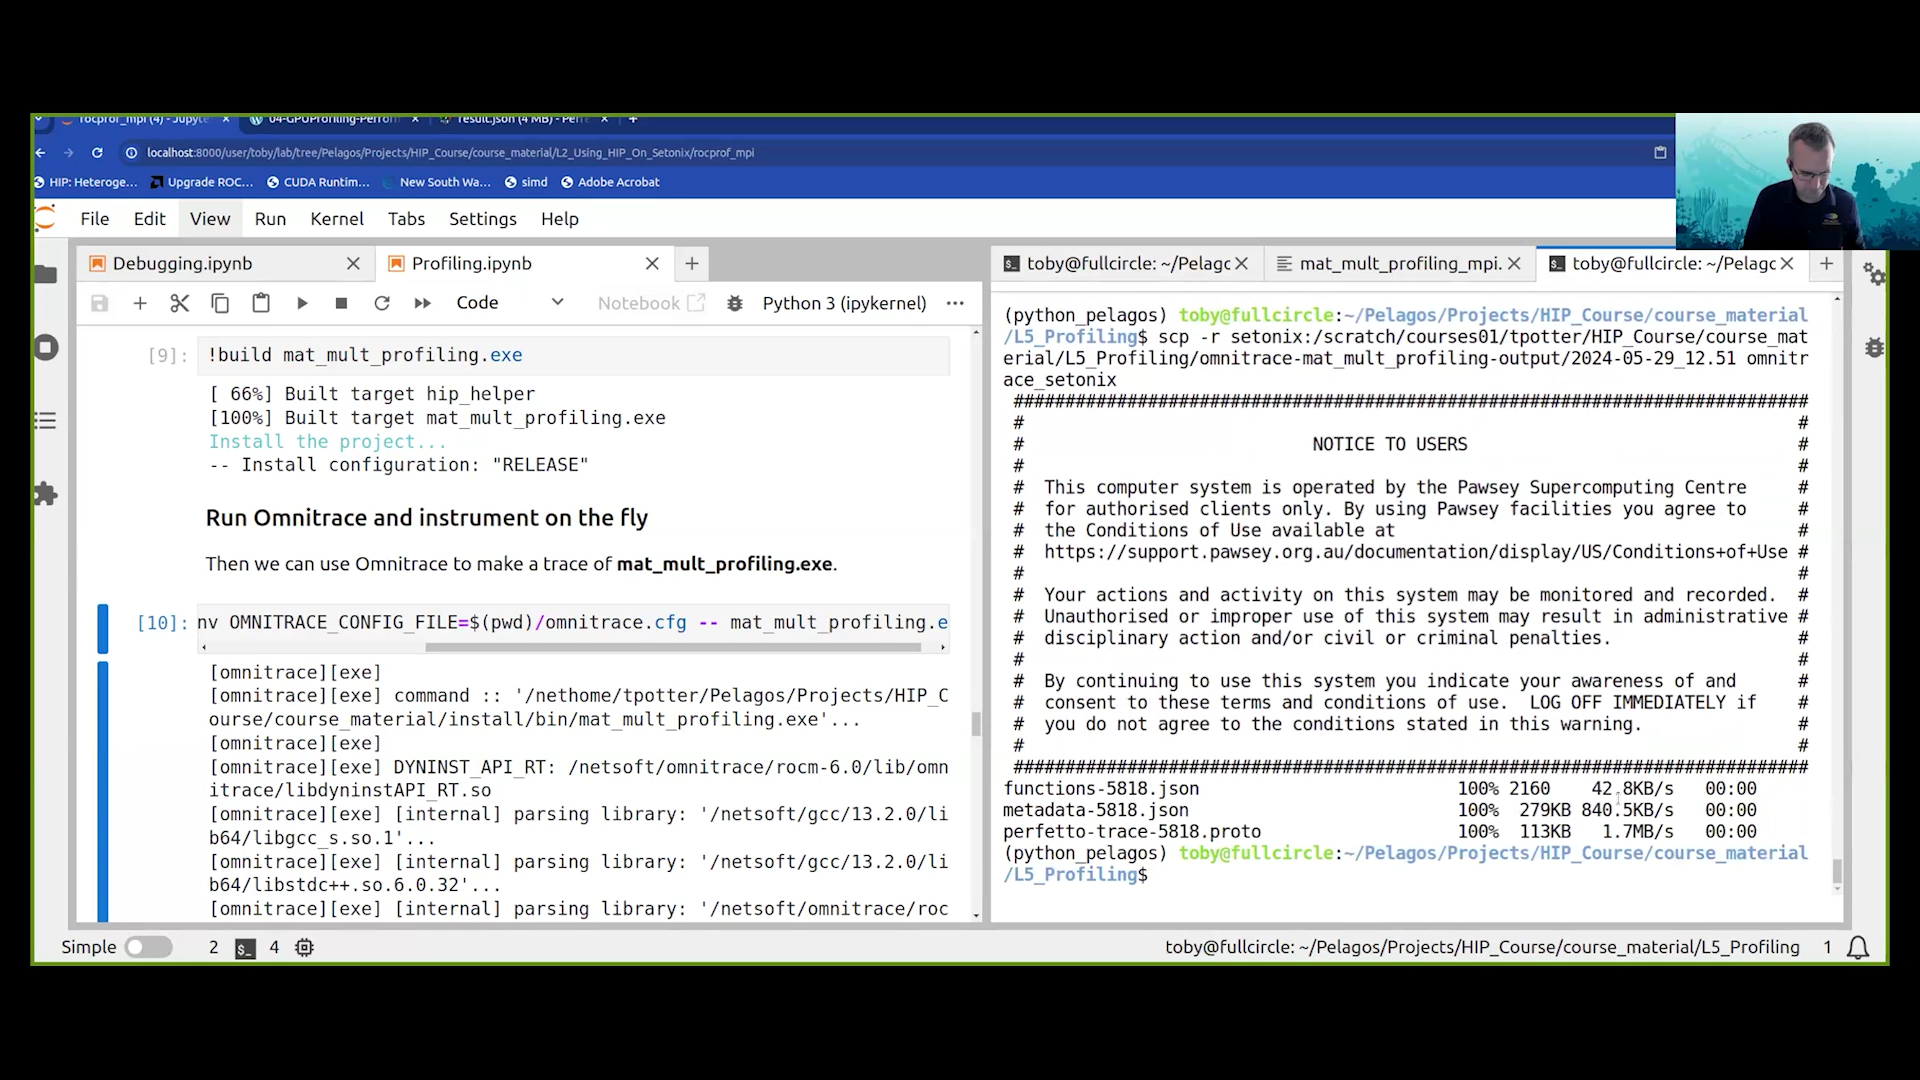 rocprof_mpi (4) - Jupyte
04-GPUProfiling-Perfo
result.json (4 MB) - Perf
localhost:8000/user/toby/lab/tree/Pelagos/Projects/HIP_Course/course_material/L2_Using_HIP_On_Setonix/rocprof_mpi
HIP: Heteroge... Upgrade ROC... CUDA Runtim... New South Wa... simd Adobe Acrobat
File Edit View Run Kernel Tabs Settings Help
Debugging.ipynb
Profiling.ipynb
Code
Notebook
Python 3 (ipykernel)
[9]: !build mat_mult_profiling.exe
[ 66%] Built target hip_helper
[100%] Built target mat_mult_profiling.exe
Install the project...
-- Install configuration: "RELEASE"
Run Omnitrace and instrument on the fly
Then we can use Omnitrace to make a trace of mat_mult_profiling.exe.
[10]: nv OMNITRACE_CONFIG_FILE=$(pwd)/omnitrace.cfg -- mat_mult_profiling.e
[omnitrace][exe]
[omnitrace][exe] command :: '/nethome/tpotter/Pelagos/Projects/HIP_C
ourse/course_material/install/bin/mat_mult_profiling.exe'...
[omnitrace][exe]
[omnitrace][exe] DYNINST_API_RT: /netsoft/omnitrace/rocm-6.0/lib/omn
itrace/libdyninstAPI_RT.so
[omnitrace][exe] [internal] parsing library: '/netsoft/gcc/13.2.0/li
b64/libgcc_s.so.1'...
[omnitrace][exe] [internal] parsing library: '/netsoft/gcc/13.2.0/li
b64/libstdc++.so.6.0.32'...
[omnitrace][exe] [internal] parsing library: '/netsoft/omnitrace/roc
toby@fullcircle: ~/Pelagc
mat_mult_profiling_mpi.
toby@fullcircle: ~/Pelagc
(python_pelagos) toby@fullcircle:~/Pelagos/Projects/HIP_Course/course_material
/L5_Profiling$ scp -r setonix:/scratch/courses01/tpotter/HIP_Course/course_mat
erial/L5_Profiling/omnitrace-mat_mult_profiling-output/2024-05-29_12.51 omnitr
ace_setonix
#############################################################################
# #
# NOTICE TO USERS #
# #
# This computer system is operated by the Pawsey Supercomputing Centre #
# for authorised clients only. By using Pawsey facilities you agree to #
# the Conditions of Use available at #
# https://support.pawsey.org.au/documentation/display/US/Conditions+of+Use #
# #
# Your actions and activity on this system may be monitored and recorded. #
# Unauthorised or improper use of this system may result in administrative #
# disciplinary action and/or civil or criminal penalties. #
# #
# By continuing to use this system you indicate your awareness of and #
# consent to these terms and conditions of use. LOG OFF IMMEDIATELY if #
# you do not agree to the conditions stated in this warning. #
# #
#############################################################################
functions-5818.json 100% 2160 42.8KB/s 00:00
metadata-5818.json 100% 279KB 840.5KB/s 00:00
perfetto-trace-5818.proto 100% 113KB 1.7MB/s 00:00
(python_pelagos) toby@fullcircle:~/Pelagos/Projects/HIP_Course/course_material
/L5_Profiling$
Simple 2 4
toby@fullcircle: ~/Pelagos/Projects/HIP_Course/course_material/L5_Profiling 1